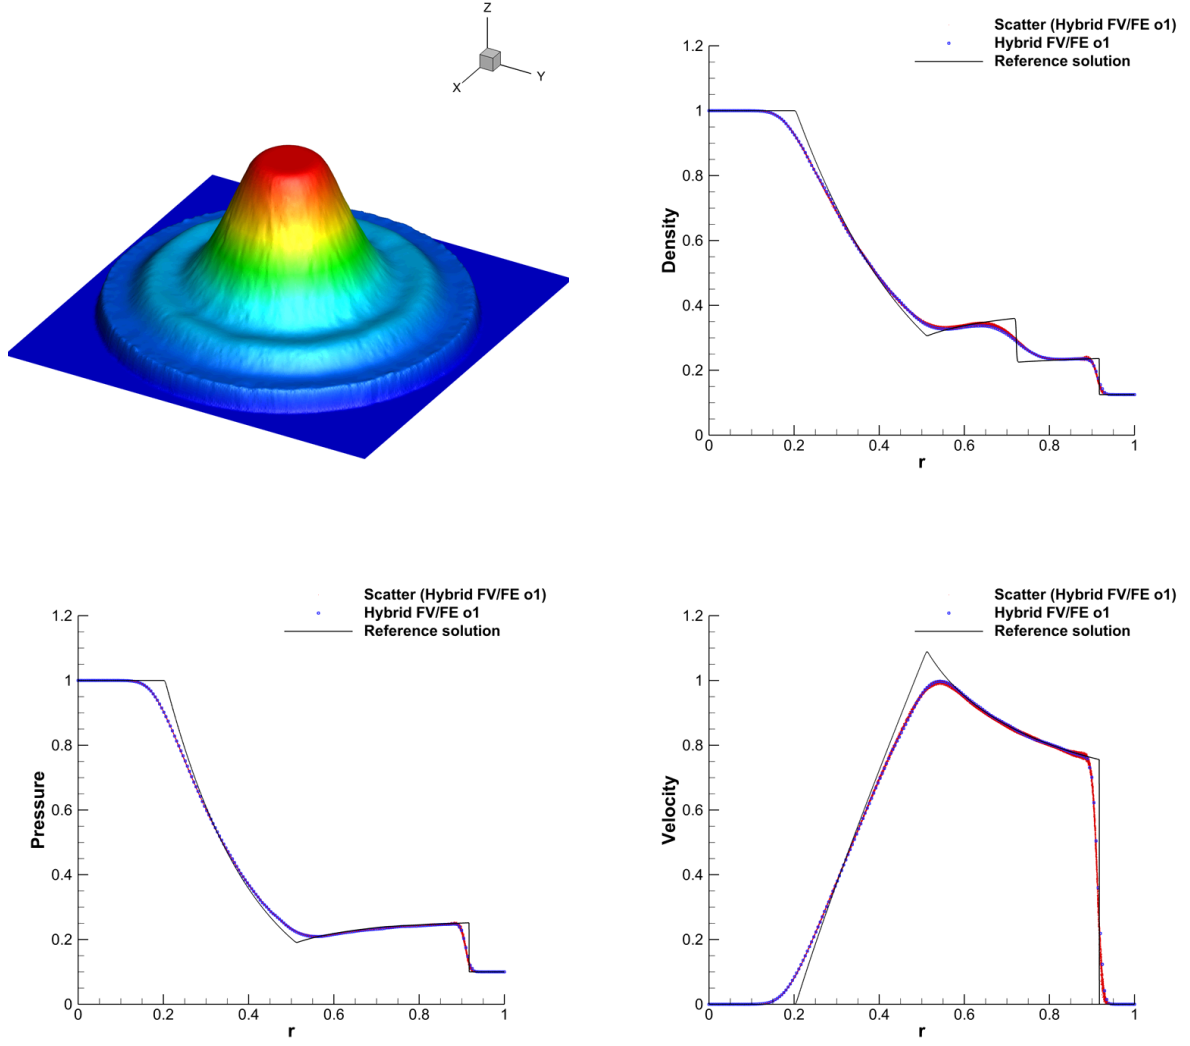 Z
X
Y
Scatter (Hybrid FV/FE o1)
Hybrid FV/FE o1
Reference solution
1.2
1
0.8
0.6
0.4
0.2
0
Density
0
0.2
0.4
0.6
0.8
1
r
Scatter (Hybrid FV/FE o1)
Hybrid FV/FE o1
Reference solution
1.2
1
0.8
0.6
0.4
0.2
0
Pressure
0
0.2
0.4
0.6
0.8
1
r
Scatter (Hybrid FV/FE o1)
Hybrid FV/FE o1
Reference solution
1.2
1
0.8
0.6
0.4
0.2
0
Velocity
0
0.2
0.4
0.6
0.8
1
r